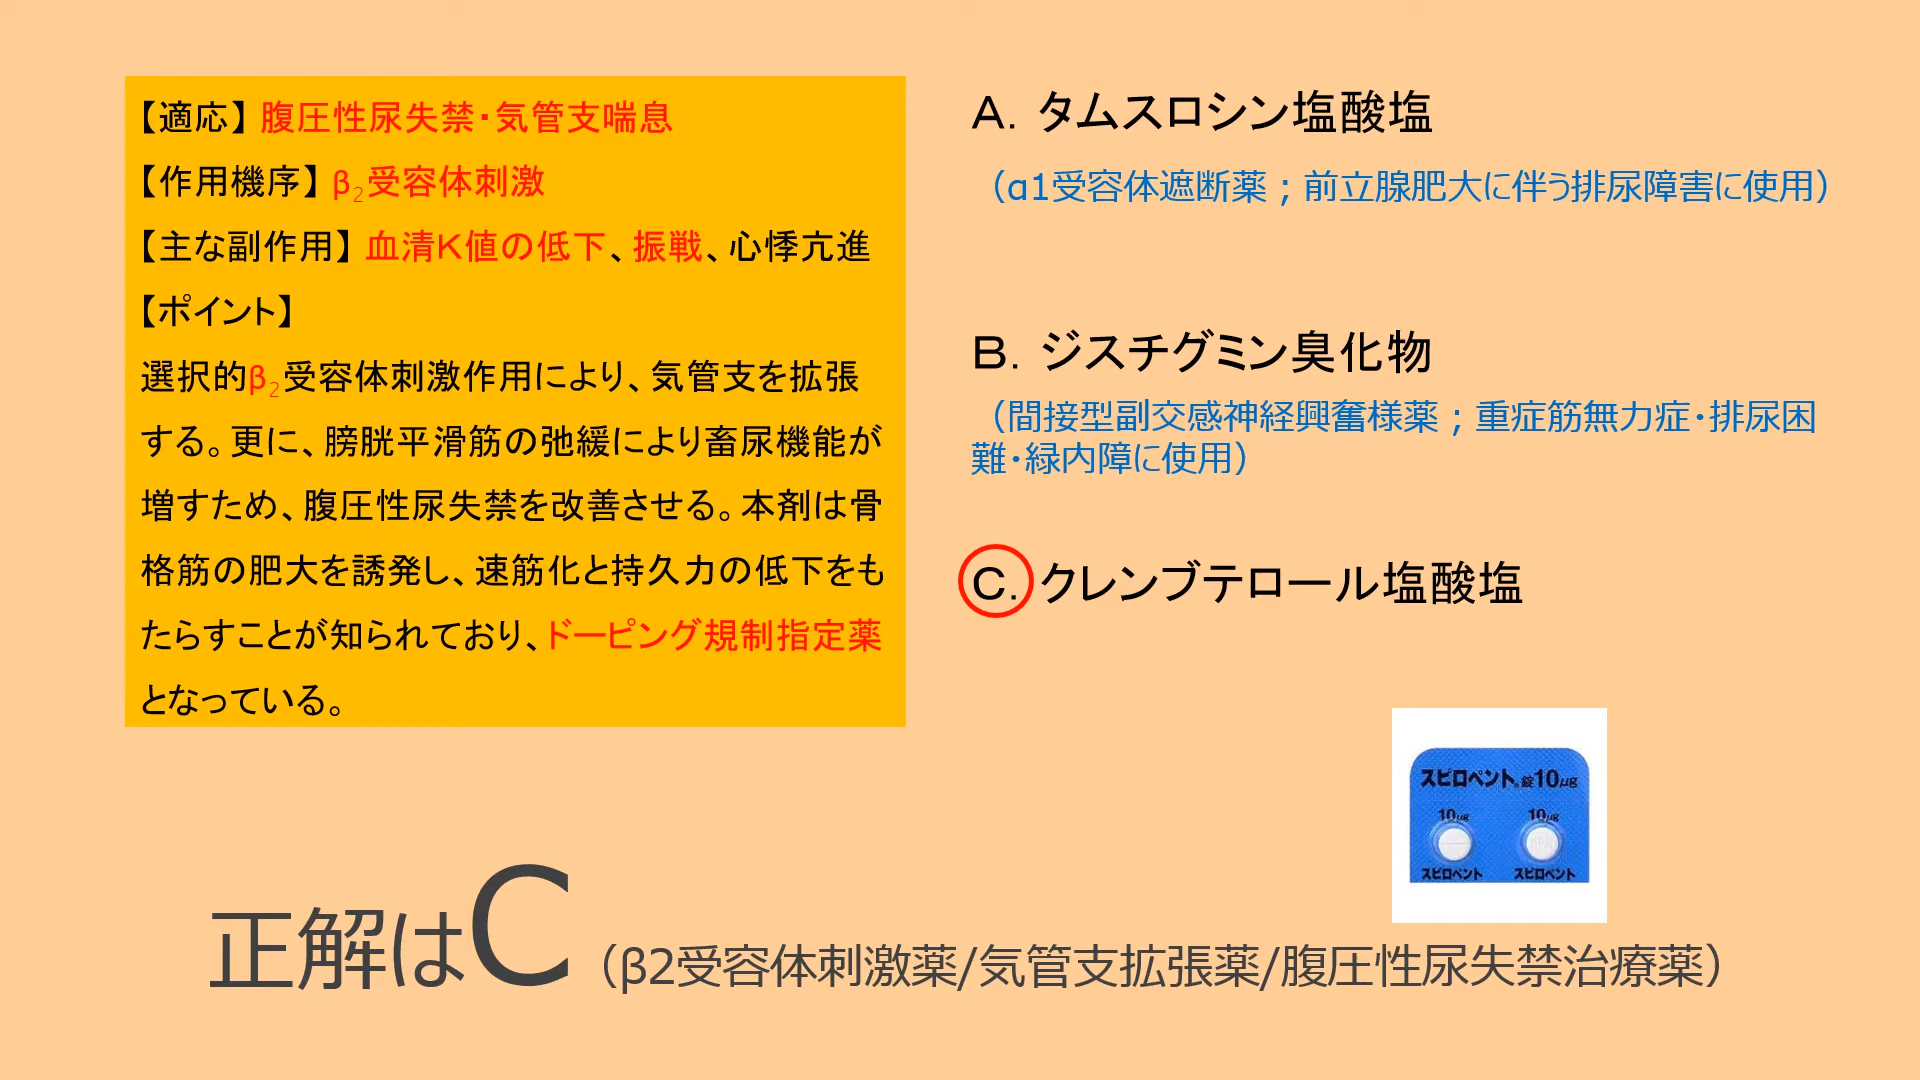 【適応】腹圧性尿失禁・気管支喘息
【作用機序】β2受容体刺激
【主な副作用】血清K値の低下、振戦、心悸亢進
【ポイント】
選択的β2受容体刺激作用により、気管支を拡張
する。更に、膀胱平滑筋の弛緩により畜尿機能が
増すため、腹圧性尿失禁を改善させる。本剤は骨
格筋の肥大を誘発し、速筋化と持久力の低下をも
たらすことが知られており、ドーピング規制指定薬
となっている。
A. タムスロシン塩酸塩
（α1受容体遮断薬；前立腺肥大に伴う排尿障害に使用）
B. ジスチグミン臭化物
（間接型副交感神経興奮様薬；重症筋無力症・排尿困
難・緑内障に使用）
C. クレンブテロール塩酸塩
スピロペント®錠10μg
10μg 10μg
スピロペント スピロペント
正解はC（β2受容体刺激薬/気管支拡張薬/腹圧性尿失禁治療薬）